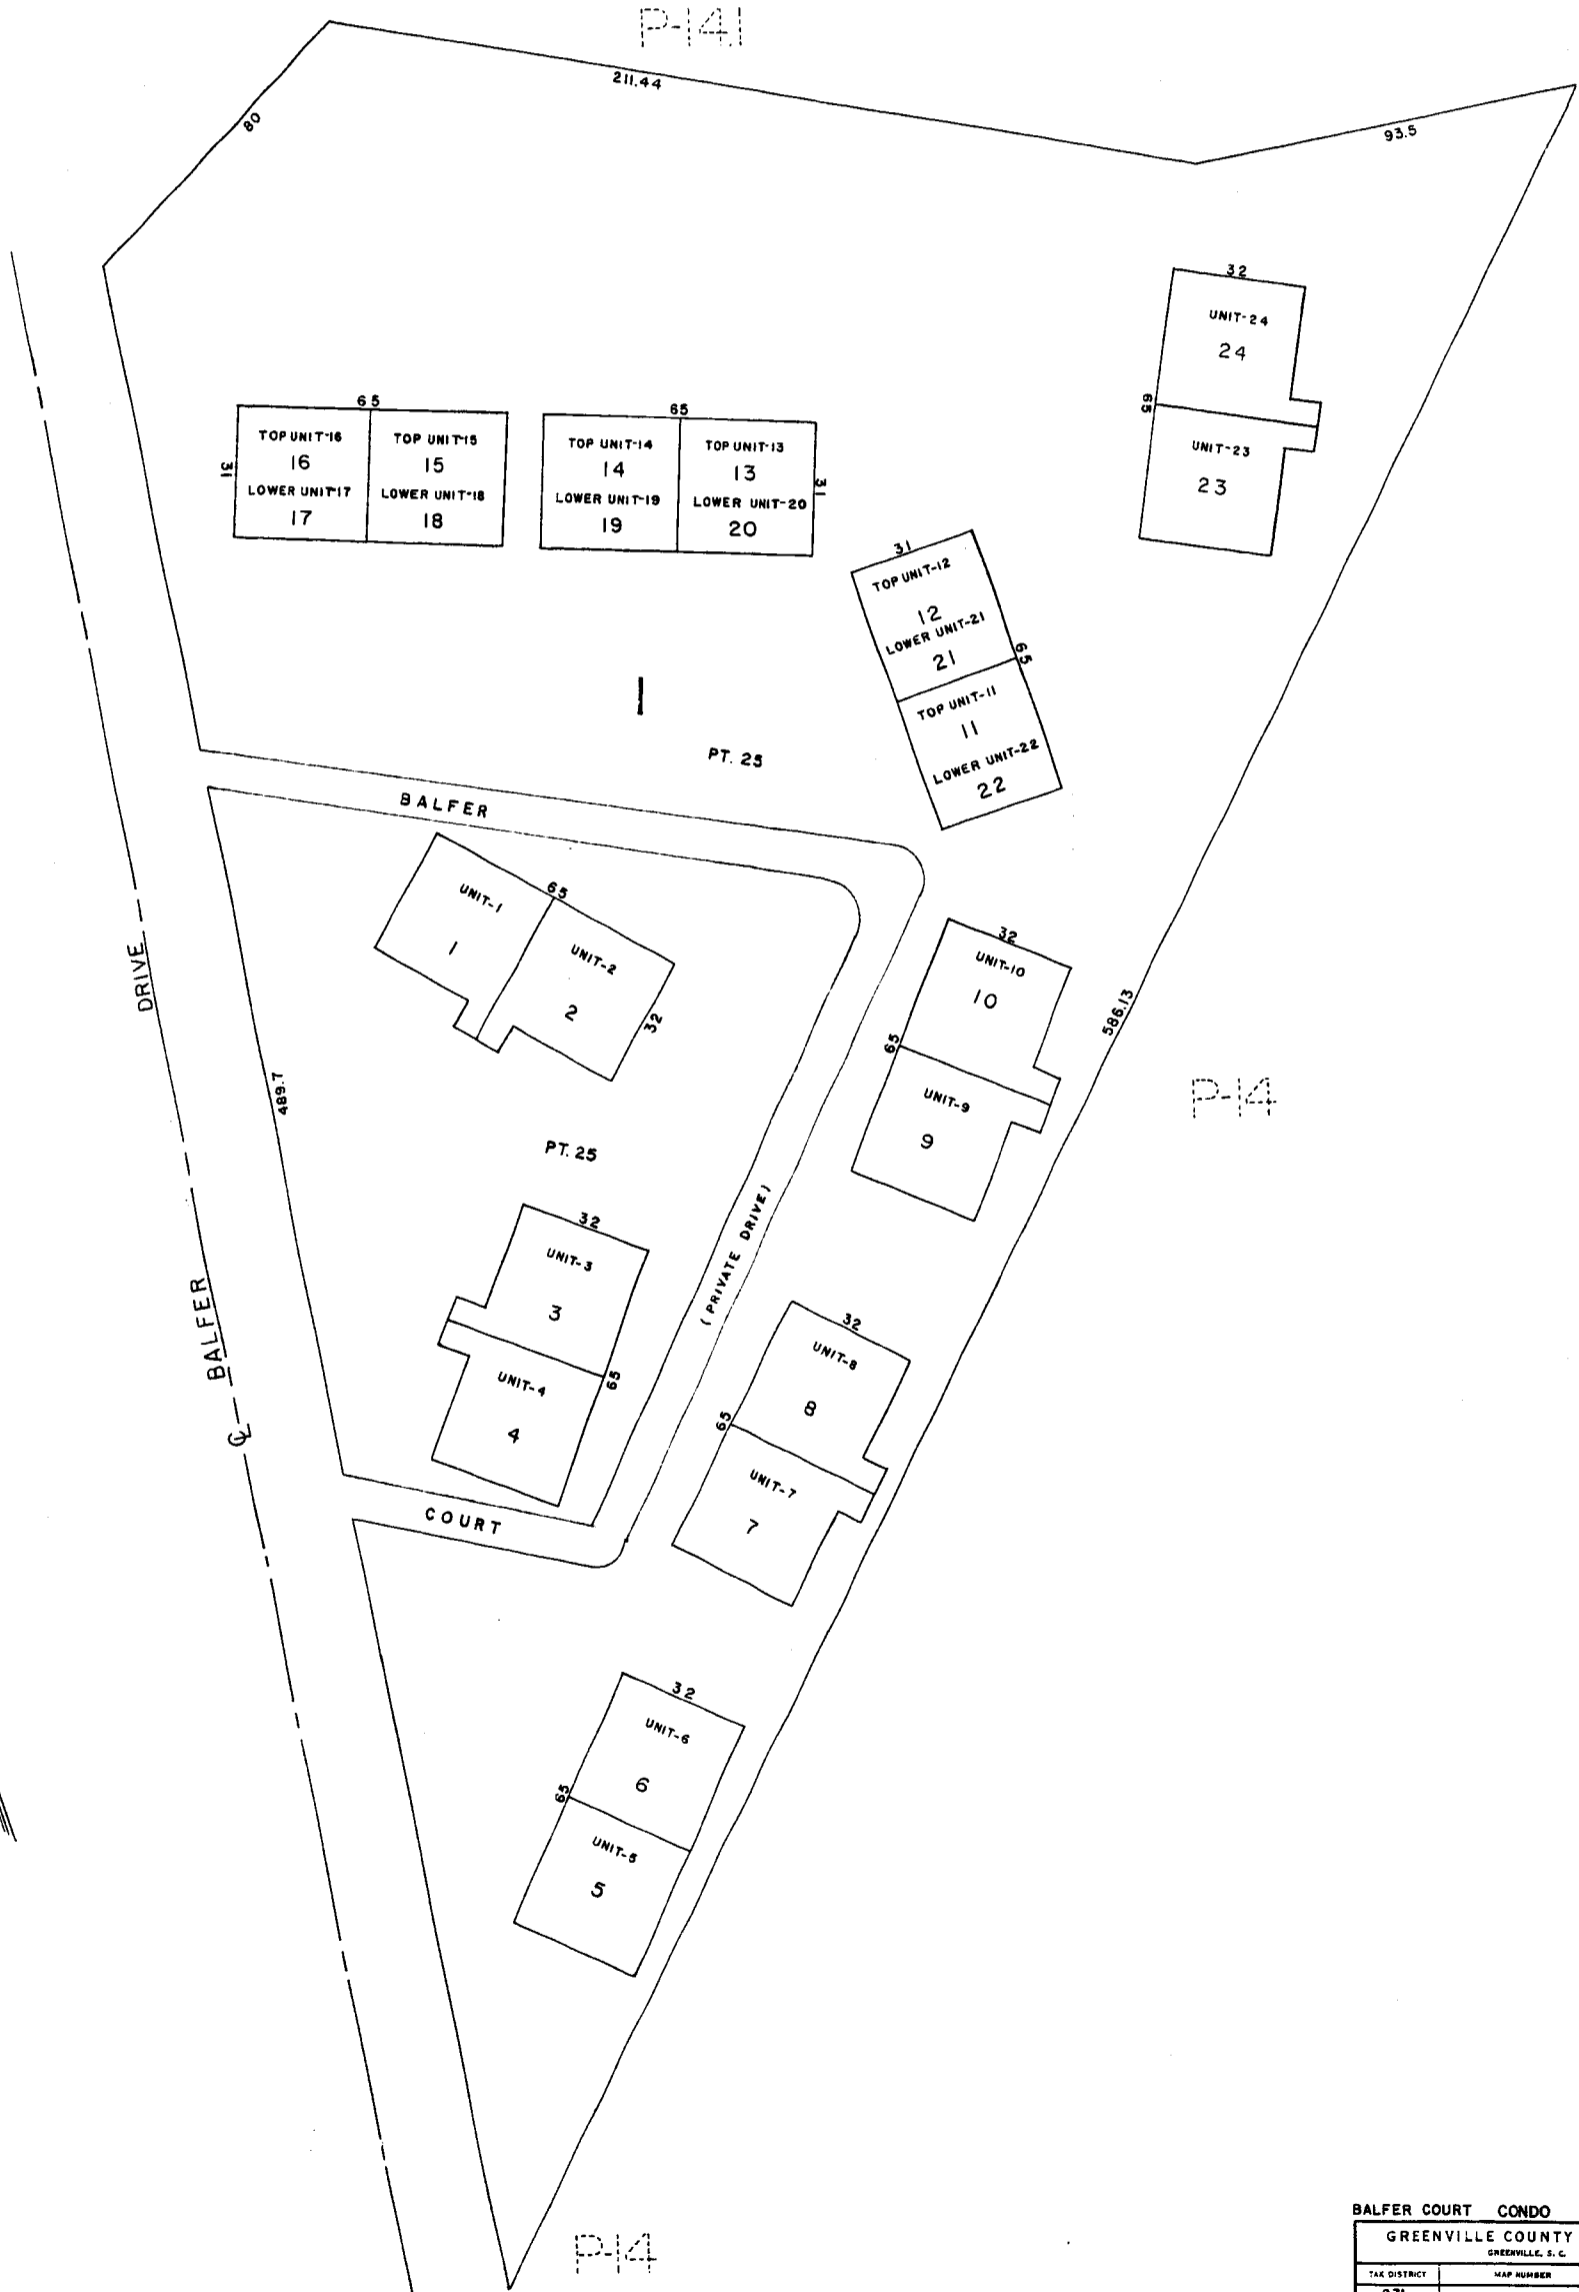 P-14.1
211.44
80
93.5
32
UNIT-24
24
65
UNIT-23
23
65
TOP UNIT-16
16
LOWER UNIT-17
17
31
TOP UNIT-15
15
LOWER UNIT-18
18
65
TOP UNIT-14
14
LOWER UNIT-19
19
TOP UNIT-13
13
LOWER UNIT-20
20
31
31
TOP UNIT-12
12
LOWER UNIT-21
21
65
TOP UNIT-11
11
LOWER UNIT-22
22
1
PT. 25
BALFER
UNIT-1
1
65
UNIT-2
2
32
32
UNIT-10
10
65
UNIT-9
9
586.13
P-14
DRIVE
489.7
PT. 25
(PRIVATE DRIVE)
32
UNIT-3
3
65
UNIT-4
4
BALFER
℄
32
UNIT-8
8
65
UNIT-7
7
COURT
32
UNIT-6
6
65
UNIT-5
5
P-14
BALFER COURT CONDO
GREENVILLE COUNTY
GREENVILLE, S. C.
TAX DISTRICT
MAP NUMBER